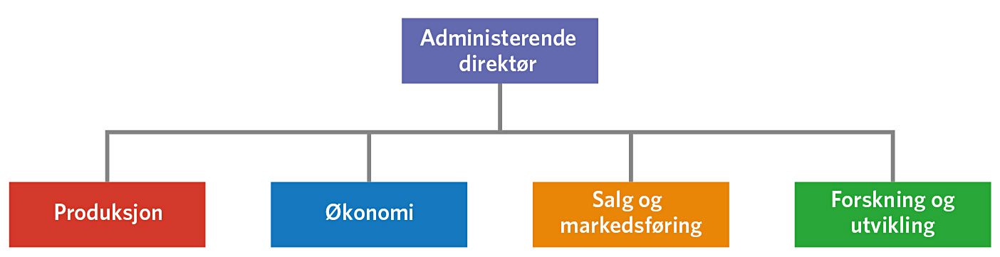 Administerende
direktør
Produksjon
Økonomi
Salg og
markedsføring
Forskning og
utvikling